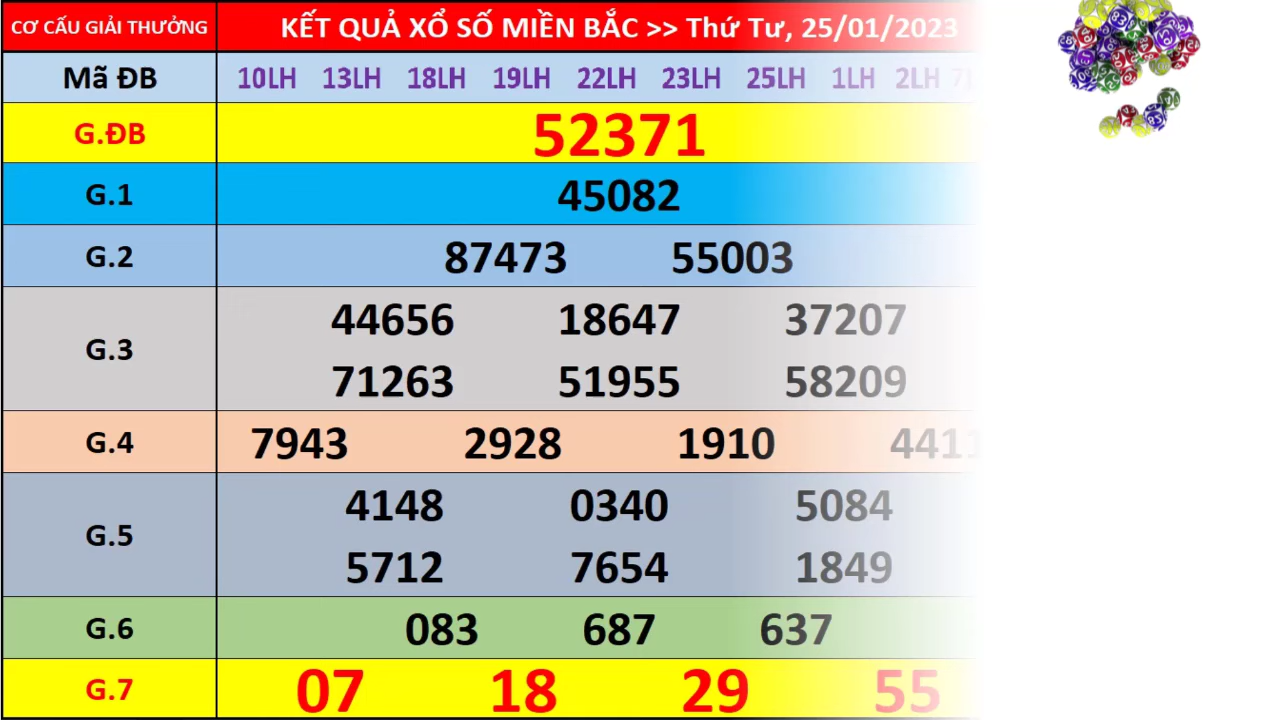 CƠ CẤU GIẢI THƯỞNG KẾT QUẢ XỔ SỐ MIỀN BẮC >> Thứ Tư, 25/01/2023
Mã ĐB 10LH 13LH 18LH 19LH 22LH 23LH 25LH 1LH 2LH
G.ĐB 52371
G.1 45082
G.2 87473 55003
G.3 44656 18647 37207
71263 51955 58209
G.4 7943 2928 1910 4411
G.5 4148 0340 5084
5712 7654 1849
G.6 083 687 637
G.7 07 18 29 55